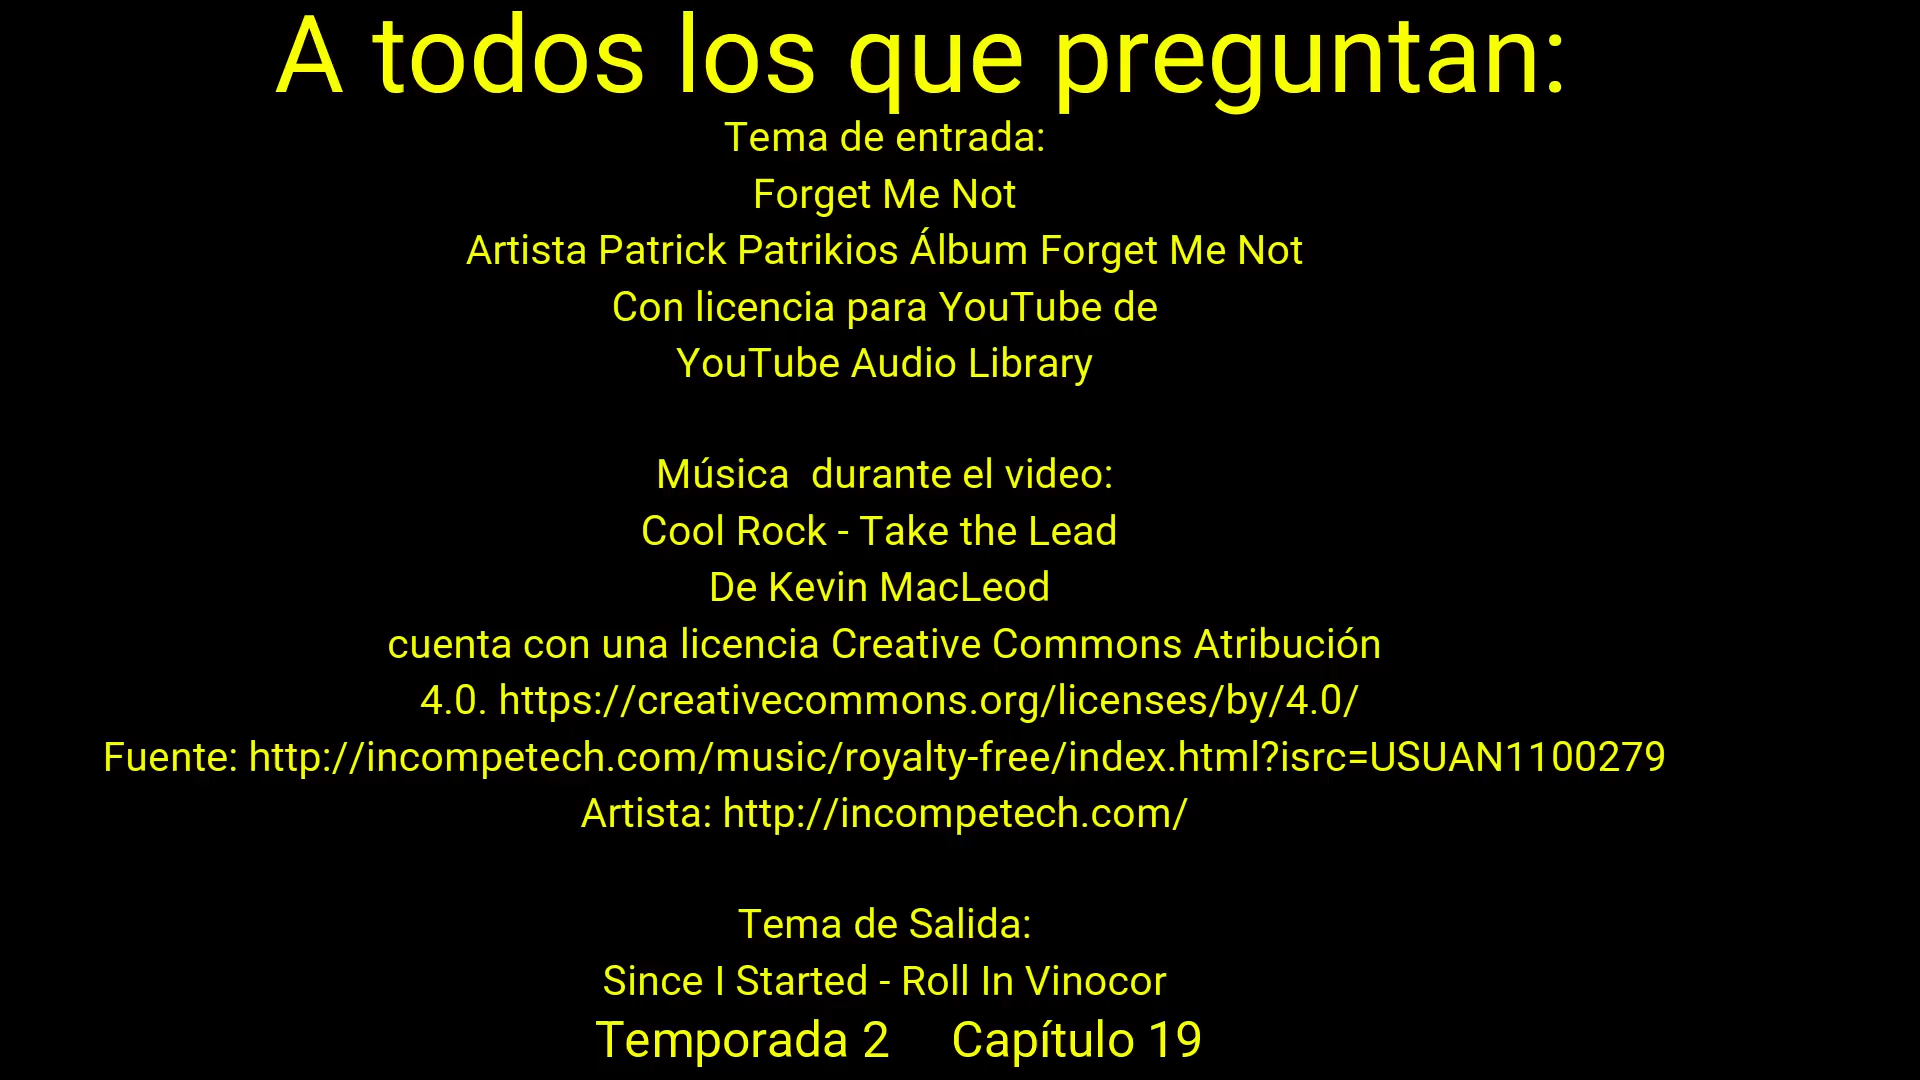 A todos los que preguntan:
Tema de entrada:
Forget Me Not
Artista Patrick Patrikios Álbum Forget Me Not
Con licencia para YouTube de
YouTube Audio Library
Música  durante el video:
Cool Rock - Take the Lead
De Kevin MacLeod
cuenta con una licencia Creative Commons Atribución
4.0. https://creativecommons.org/licenses/by/4.0/
Fuente: http://incompetech.com/music/royalty-free/index.html?isrc=USUAN1100279
Artista: http://incompetech.com/
Tema de Salida:
Since I Started - Roll In Vinocor
Temporada 2     Capítulo 19